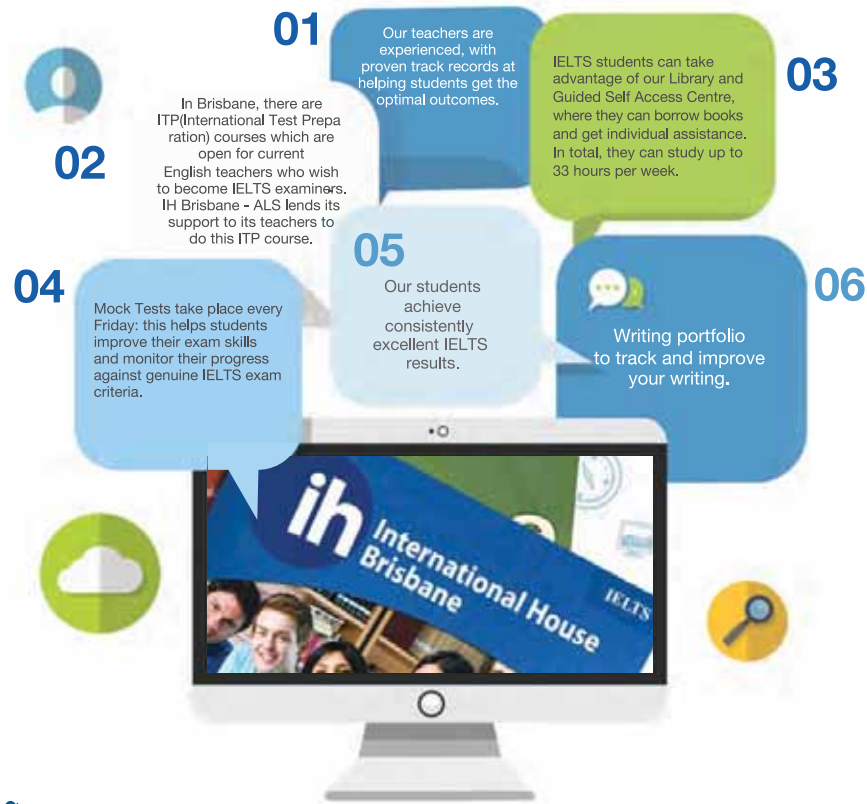 01
Our teachers are
experienced, with
proven track records at
helping students get the
optimal outcomes.
02
In Brisbane, there are
ITP(International Test Prepa
ration) courses which are
open for current
English teachers who wish
to become IELTS examiners.
IH Brisbane - ALS lends its
support to its teachers to
do this ITP course.
03
IELTS students can take
advantage of our Library and
Guided Self Access Centre,
where they can borrow books
and get individual assistance.
In total, they can study up to
33 hours per week.
04
Mock Tests take place every
Friday: this helps students
improve their exam skills
and monitor their progress
against genuine IELTS exam
criteria.
05
Our students
achieve
consistently
excellent IELTS
results.
06
Writing portfolio
to track and improve
your writing.
ih
International House
Brisbane
IELTS